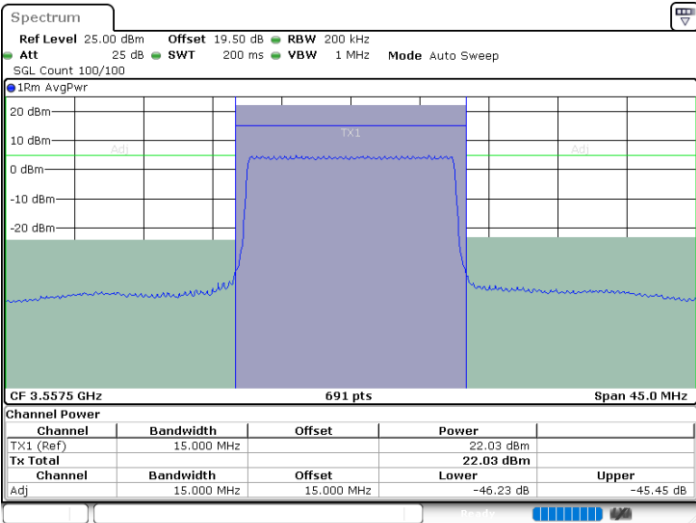 Spectrum
Ref Level 25.00 dBm Offset 19.50 dB RBW 200 kHz
Att 25 dB SWT 200 ms VBW 1 MHz Mode Auto Sweep
SGL Count 100/100
1Rm AvgPwr
20 dBm
TX1
10 dBm
Adj Adj
0 dBm
-10 dBm
-20 dBm
CF 3.5575 GHz 691 pts Span 45.0 MHz
Channel Power
Channel Bandwidth Offset Power
TX1 (Ref) 15.000 MHz 22.03 dBm
Tx Total 22.03 dBm
Channel Bandwidth Offset Lower Upper
Adj 15.000 MHz 15.000 MHz -46.23 dB -45.45 dB
Ready